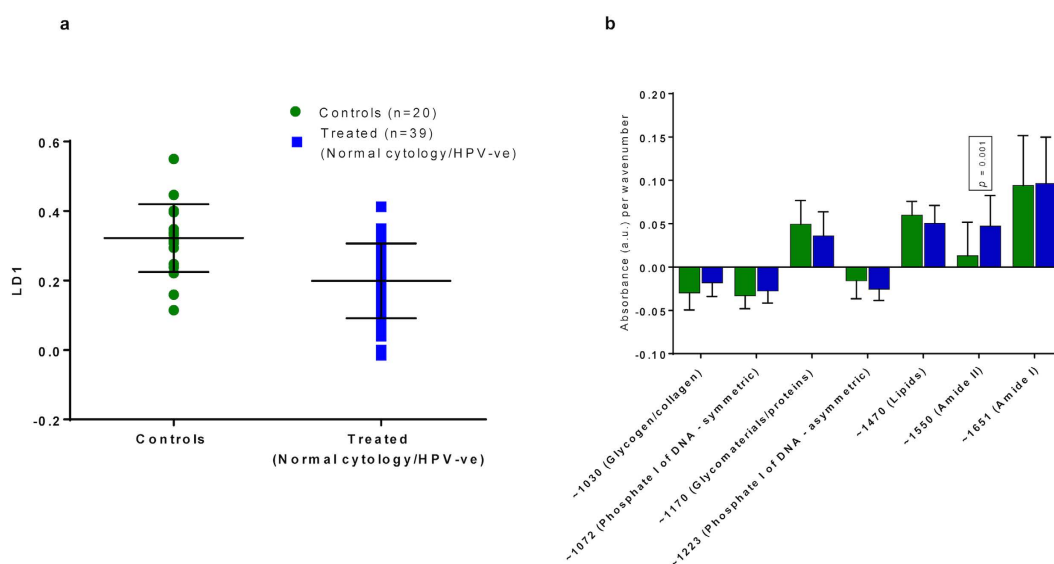 a
Controls (n=20)
Treated (n=39)
(Normal cytology/HPV-ve)
LD1
0.6
0.4
0.2
0.0
-0.2
Controls
Treated
(Normal cytology/HPV-ve)
b
Absorbance (a.u.) per wavenumber
0.20
0.15
0.10
0.05
0.00
-0.05
-0.10
p = 0.001
~1030 (Glycogen/collagen)
~1072 (Phosphate I of DNA - symmetric)
~1170 (Glycomaterials/proteins)
~1223 (Phosphate I of DNA - asymmetric)
~1470 (Lipids)
~1550 (Amide II)
~1651 (Amide I)